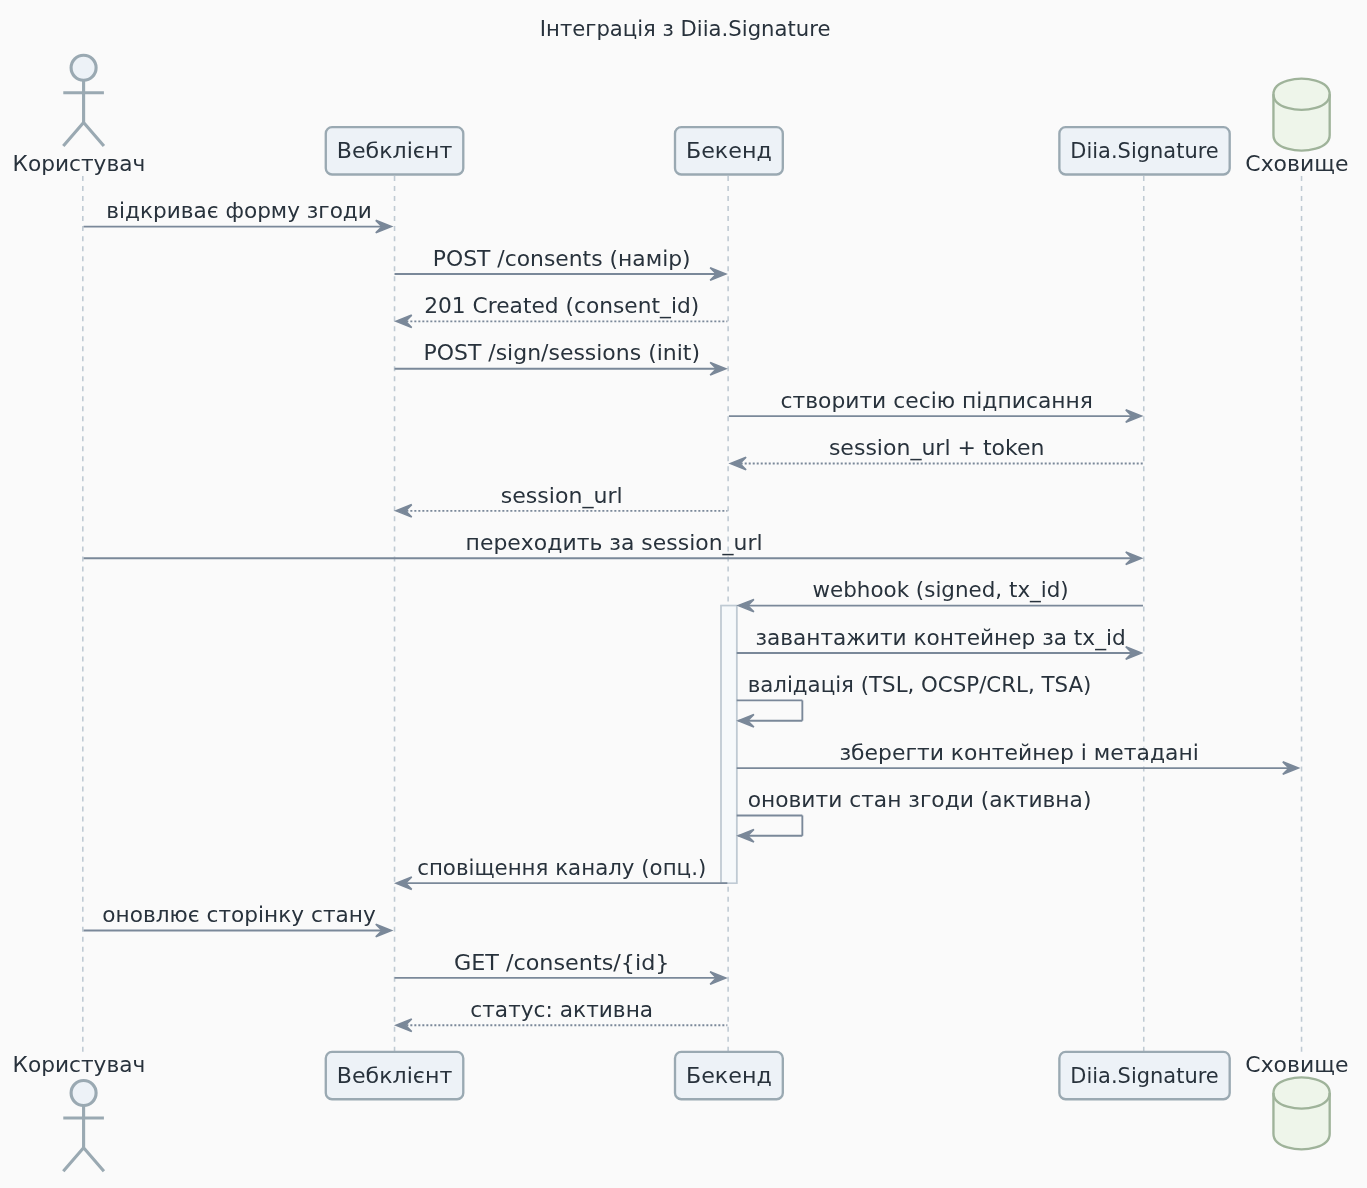 Інтеграція з Diia.Signature
Користувач
Вебклієнт
Бекенд
Diia.Signature
Сховище
відкриває форму згоди
POST /consents (намір)
201 Created (consent_id)
POST /sign/sessions (init)
створити сесію підписання
session_url + token
session_url
переходить за session_url
webhook (signed, tx_id)
завантажити контейнер за tx_id
валідація (TSL, OCSP/CRL, TSA)
зберегти контейнер і метадані
оновити стан згоди (активна)
сповіщення каналу (опц.)
оновлює сторінку стану
GET /consents/{id}
статус: активна
Користувач
Вебклієнт
Бекенд
Diia.Signature
Сховище